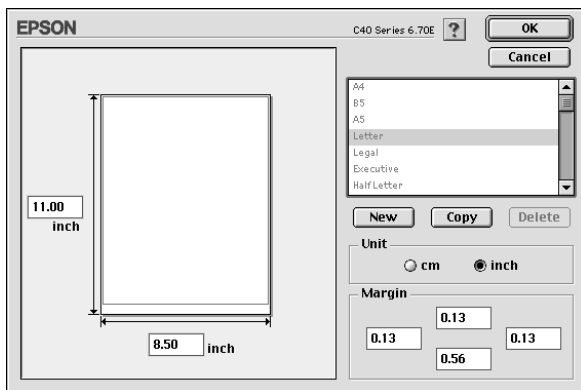 EPSON
C40 Series 6.70E ? OK
Cancel
A4
B5
A5
Letter
Legal
Executive
HalfLetter
New Copy Delete
Unit
cm inch
Margin
0.13
0.13 0.13
0.56
11.00
inch
8.50 inch